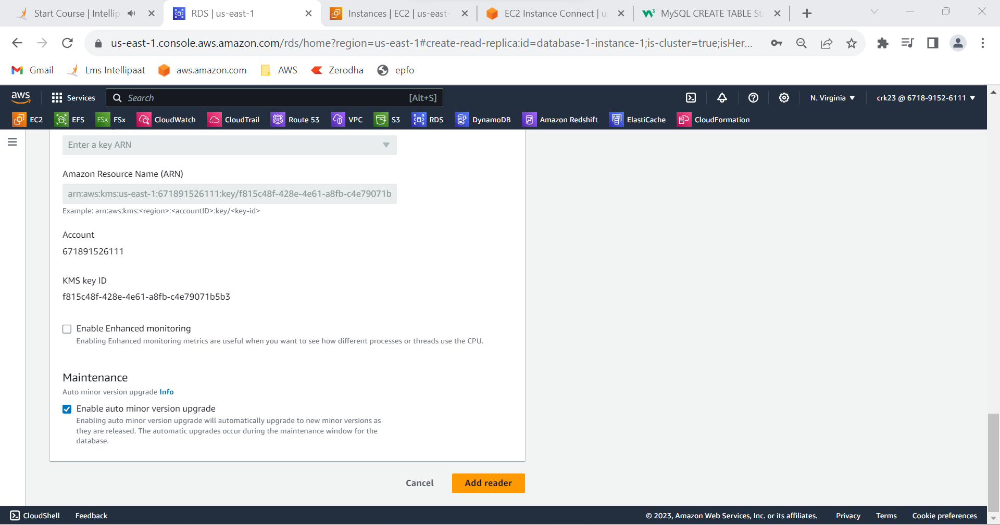 Start Course | Intellip
RDS | us-east-1
Instances | EC2 | us-east-
EC2 Instance Connect | u
MySQL CREATE TABLE St
us-east-1.console.aws.amazon.com/rds/home?region=us-east-1#create-read-replica:id=database-1-instance-1;is-cluster=true;isHer...
Gmail
Lms Intellipaat
aws.amazon.com
AWS
Zerodha
epfo
aws
Services
Search
[Alt+S]
N. Virginia
crk23 @ 6718-9152-6111
EC2
EFS
FSx
FSx
CloudWatch
CloudTrail
Route 53
VPC
S3
RDS
DynamoDB
Amazon Redshift
ElastiCache
CloudFormation
Enter a key ARN
Amazon Resource Name (ARN)
arn:aws:kms:us-east-1:671891526111:key/f815c48f-428e-4e61-a8fb-c4e79071b
Example: arn:aws:kms:<region>:<accountID>:key/<key-id>
Account
671891526111
KMS key ID
f815c48f-428e-4e61-a8fb-c4e79071b5b3
Enable Enhanced monitoring
Enabling Enhanced monitoring metrics are useful when you want to see how different processes or threads use the CPU.
Maintenance
Auto minor version upgrade Info
Enable auto minor version upgrade
Enabling auto minor version upgrade will automatically upgrade to new minor versions as
they are released. The automatic upgrades occur during the maintenance window for the
database.
Cancel
Add reader
CloudShell
Feedback
© 2023, Amazon Web Services, Inc. or its affiliates.
Privacy
Terms
Cookie preferences